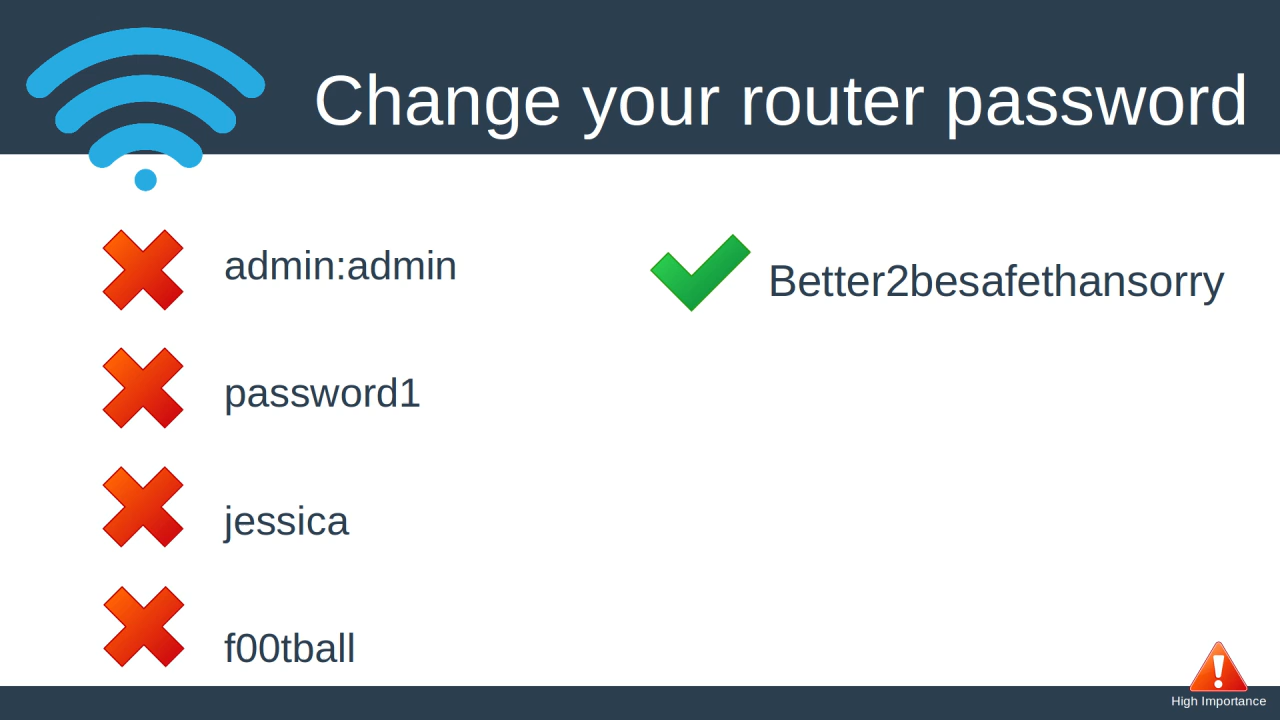 Change your router password
admin:admin
Better2besafethansorry
password1
jessica
f00tball
High Importance